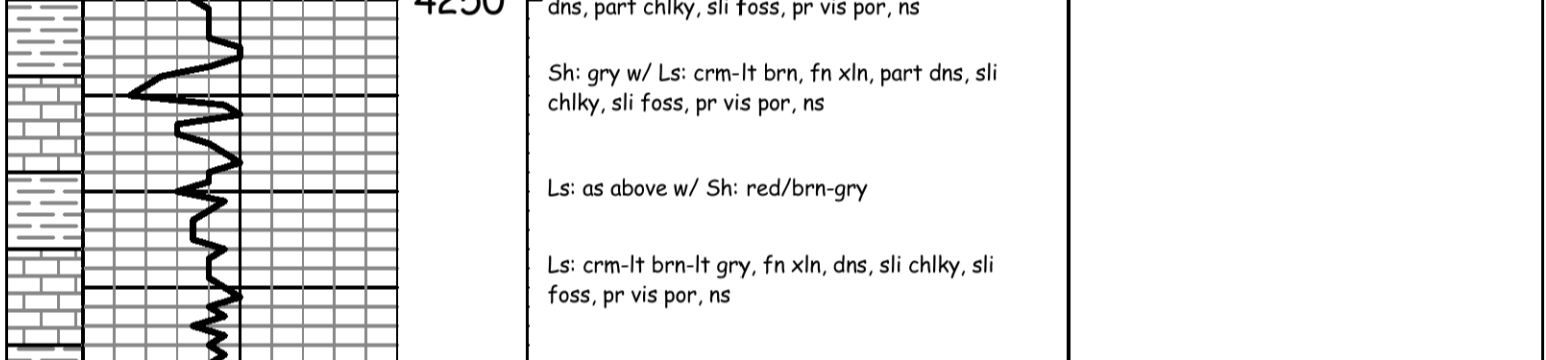 4250
dns, part chlky, sli foss, pr vis por, ns
Sh: gry w/ Ls: crm-lt brn, fn xln, part dns, sli
chlky, sli foss, pr vis por, ns
Ls: as above w/ Sh: red/brn-gry
Ls: crm-lt brn-lt gry, fn xln, dns, sli chlky, sli
foss, pr vis por, ns